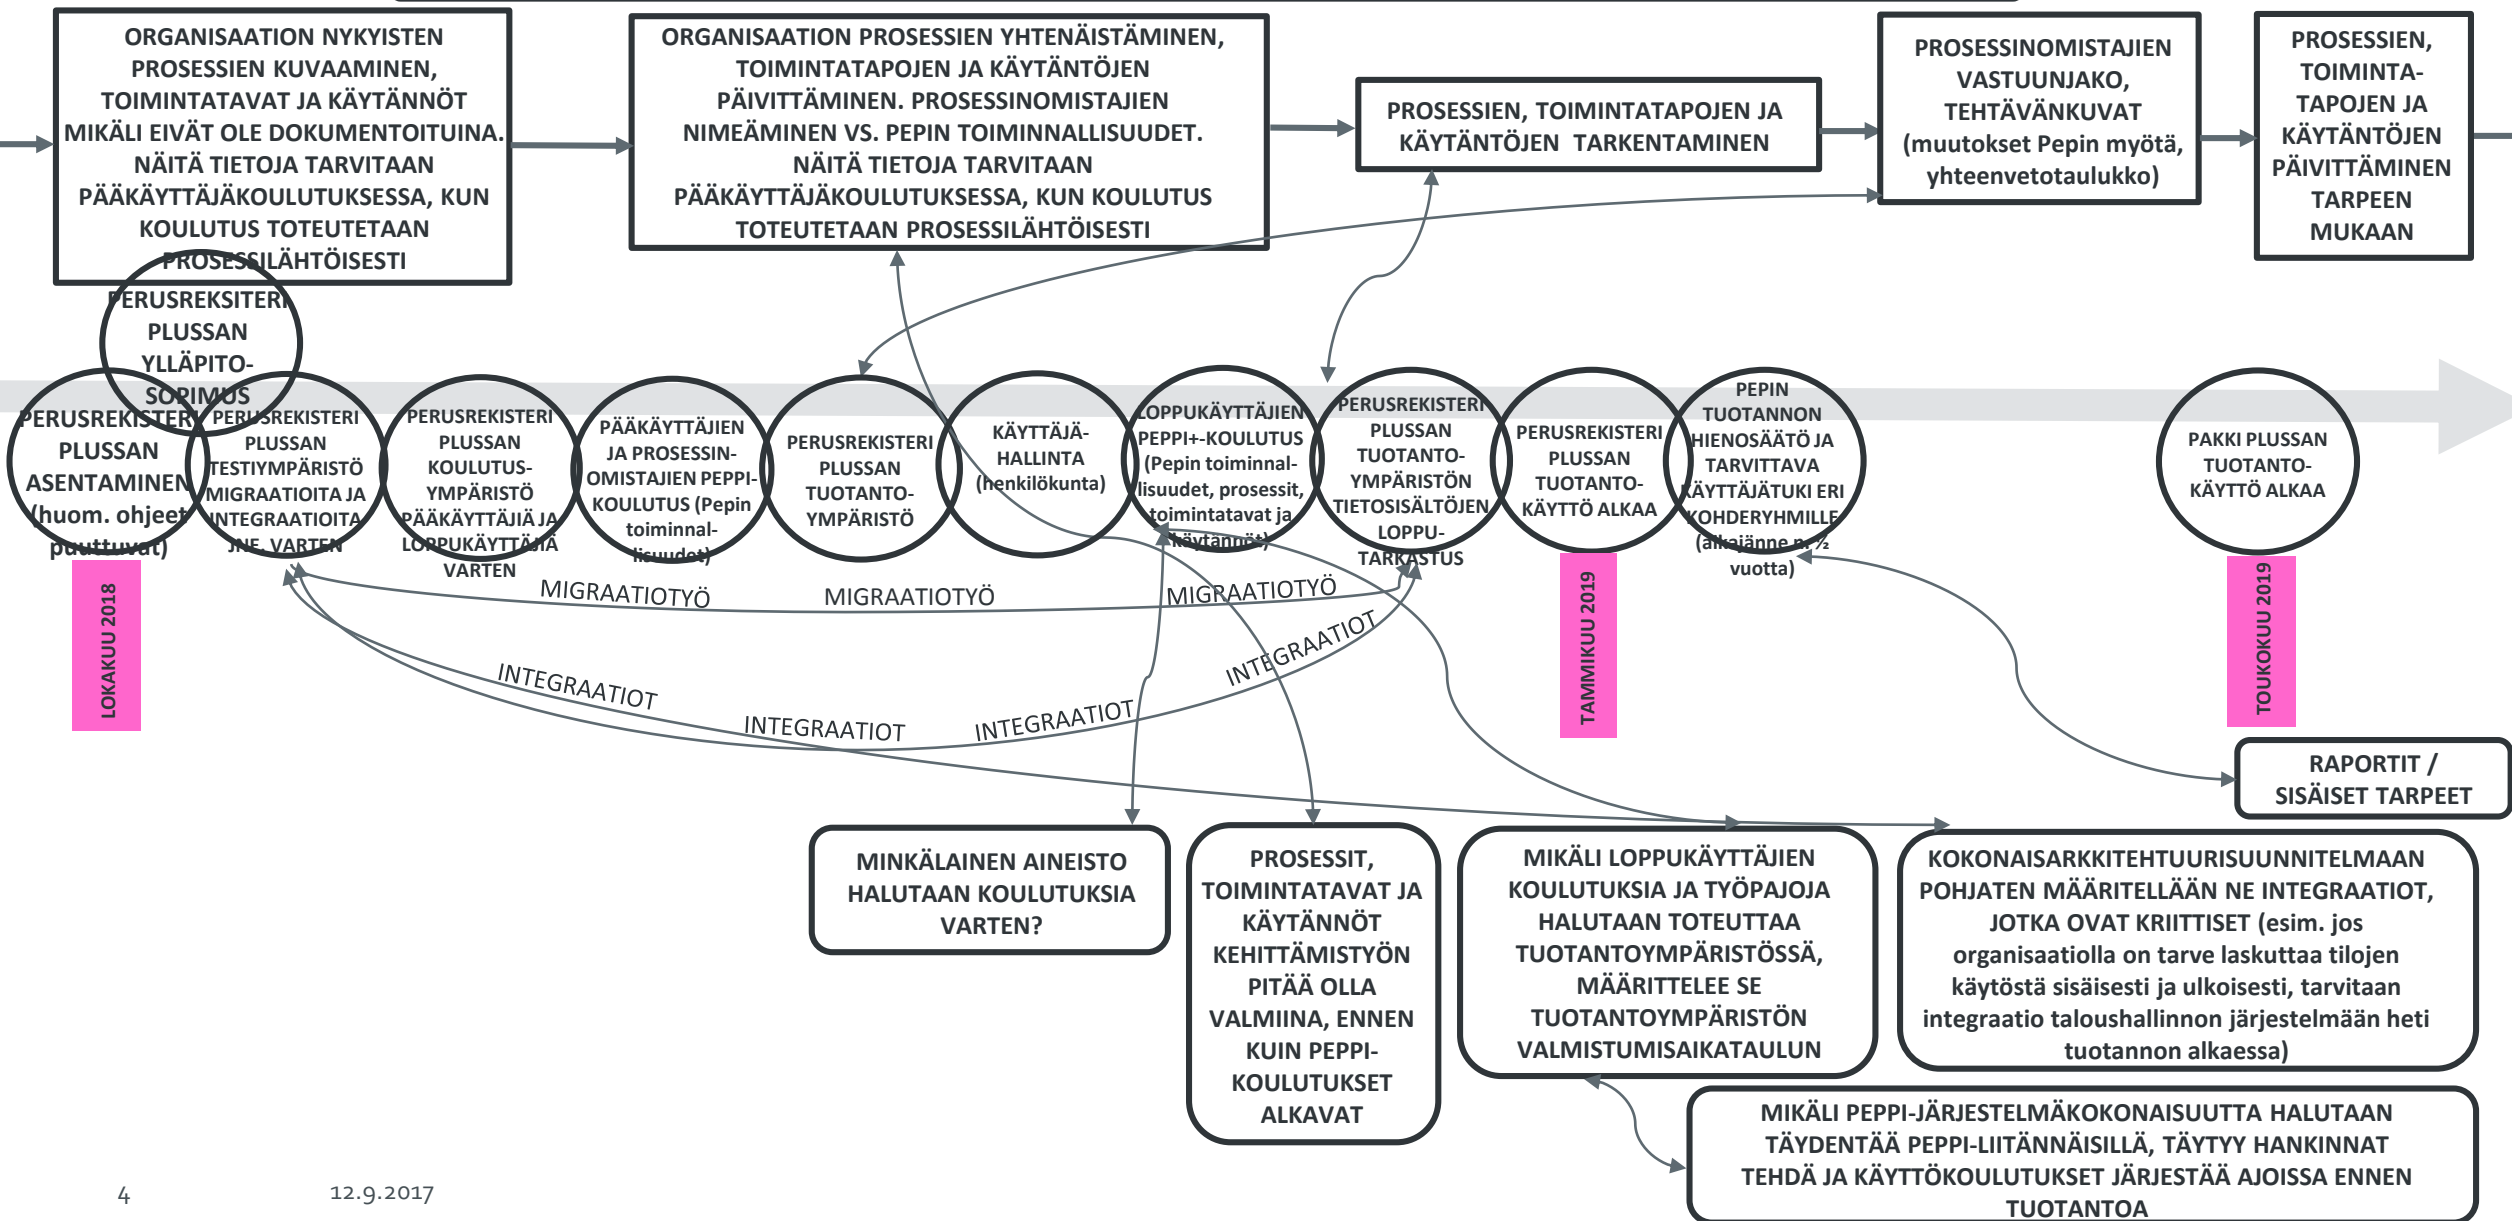 ORGANISAATION NYKYISTEN
PROSESSIEN KUVAAMINEN,
TOIMINTATAVAT JA KÄYTÄNNÖT
MIKÄLI EIVÄT OLE DOKUMENTOITUINA.
NÄITÄ TIETOJA TARVITAAN
PÄÄKÄYTTÄJÄKOULUTUKSESSA, KUN
KOULUTUS TOTEUTETAAN
PROSESSILÄHTÖISESTI
ORGANISAATION PROSESSIEN YHTENÄISTÄMINEN,
TOIMINTATAPOJEN JA KÄYTÄNTÖJEN
PÄIVITTÄMINEN. PROSESSINOMISTAJIEN
NIMEÄMINEN VS. PEPIN TOIMINNALLISUUDET.
NÄITÄ TIETOJA TARVITAAN
PÄÄKÄYTTÄJÄKOULUTUKSESSA, KUN KOULUTUS
TOTEUTETAAN PROSESSILÄHTÖISESTI
PROSESSIEN, TOIMINTATAPOJEN JA
KÄYTÄNTÖJEN TARKENTAMINEN
PROSESSINOMISTAJIEN
VASTUUNJAKO,
TEHTÄVÄNKUVAT
(muutokset Pepin myötä,
yhteenvetotaulukko)
PROSESSIEN,
TOIMINTA-
TAPOJEN JA
KÄYTÄNTÖJEN
PÄIVITTÄMINEN
TARPEEN
MUKAAN
PERUSREKSITERI
PLUSSAN
YLLÄPITO-
SOPIMUS
PERUSREKISTERI
PLUSSAN
ASENTAMINEN
(huom. ohjeet
puuttuvat)
PERUSREKISTERI
PLUSSAN
TESTIYMPÄRISTÖ
MIGRAATIOITA JA
INTEGRAATIOITA
JNE. VARTEN
PERUSREKISTERI
PLUSSAN
KOULUTUS-
YMPÄRISTÖ
PÄÄKÄYTTÄJIÄ JA
LOPPUKÄYTTÄJIÄ
VARTEN
PÄÄKÄYTTÄJIEN
JA PROSESSIN-
OMISTAJIEN PEPPI-
KOULUTUS (Pepin
toiminnal-
lisuudet)
PERUSREKISTERI
PLUSSAN
TUOTANTO-
YMPÄRISTÖ
KÄYTTÄJÄ-
HALLINTA
(henkilökunta)
LOPPUKÄYTTÄJIEN
PEPPI+-KOULUTUS
(Pepin toiminnal-
lisuudet, prosessit,
toimintatavat ja
käytännöt)
PERUSREKISTERI
PLUSSAN
TUOTANTO-
YMPÄRISTÖN
TIETOSISÄLTÖJEN
LOPPU-
TARKASTUS
PERUSREKISTERI
PLUSSAN
TUOTANTO-
KÄYTTÖ ALKAA
PEPIN
TUOTANNON
HIENOSÄÄTÖ JA
TARVITTAVA
KÄYTTÄJÄTUKI ERI
KOHDERYHMILLE
(aikajänne n. ½
vuotta)
PAKKI PLUSSAN
TUOTANTO-
KÄYTTÖ ALKAA
LOKAKUU 2018
TAMMIKUU 2019
TOUKOKUU 2019
MIGRAATIOTYÖ
MIGRAATIOTYÖ
MIGRAATIOTYÖ
INTEGRAATIOT
INTEGRAATIOT
INTEGRAATIOT
INTEGRAATIOT
RAPORTIT /
SISÄISET TARPEET
MINKÄLAINEN AINEISTO
HALUTAAN KOULUTUKSIA
VARTEN?
PROSESSIT,
TOIMINTATAVAT JA
KÄYTÄNNÖT
KEHITTÄMISTYÖN
PITÄÄ OLLA
VALMIINA, ENNEN
KUIN PEPPI-
KOULUTUKSET
ALKAVAT
MIKÄLI LOPPUKÄYTTÄJIEN
KOULUTUKSIA JA TYÖPAJOJA
HALUTAAN TOTEUTTAA
TUOTANTOYMPÄRISTÖSSÄ,
MÄÄRITTELEE SE
TUOTANTOYMPÄRISTÖN
VALMISTUMISAIKATAULUN
KOKONAISARKKITEHTUURISUUNNITELMAAN
POHJATEN MÄÄRITELLÄÄN NE INTEGRAATIOT,
JOTKA OVAT KRIITTISET (esim. jos
organisaatiolla on tarve laskuttaa tilojen
käytöstä sisäisesti ja ulkoisesti, tarvitaan
integraatio taloushallinnon järjestelmään heti
tuotannon alkaessa)
MIKÄLI PEPPI-JÄRJESTELMÄKOKONAISUUTTA HALUTAAN
TÄYDENTÄÄ PEPPI-LIITÄNNÄISILLÄ, TÄYTYY HANKINNAT
TEHDÄ JA KÄYTTÖKOULUTUKSET JÄRJESTÄÄ AJOISSA ENNEN
TUOTANTOA
4
12.9.2017